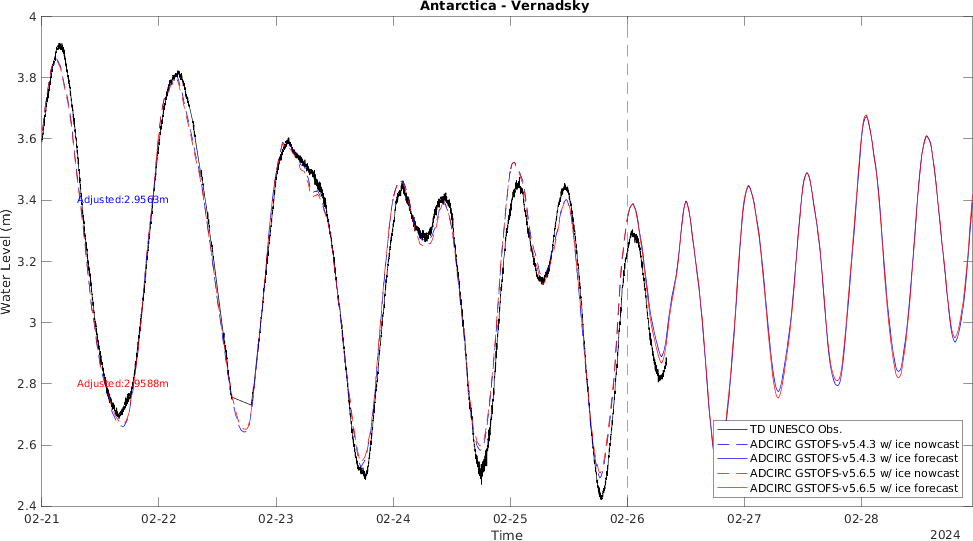 Antarctica - Vernadsky
4
3.8
3.6
3.4
3.2
3
2.8
2.6
2.4
Water Level (m)
Adjusted:2.9563m
Adjusted:2.9588m
TD UNESCO Obs.
ADCIRC GSTOFS-v5.4.3 w/ ice nowcast
ADCIRC GSTOFS-v5.4.3 w/ ice forecast
ADCIRC GSTOFS-v5.6.5 w/ ice nowcast
ADCIRC GSTOFS-v5.6.5 w/ ice forecast
02-21 02-22 02-23 02-24 02-25 02-26 02-27 02-28
Time
2024